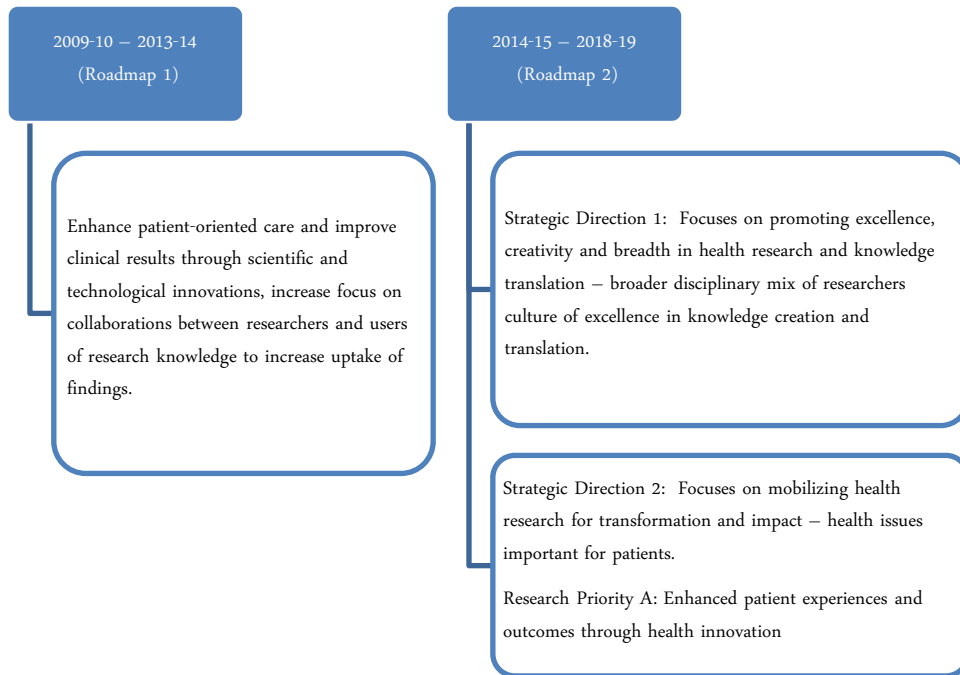 2009-10 – 2013-14
(Roadmap 1)
Enhance patient-oriented care and improve
clinical results through scientific and
technological innovations, increase focus on
collaborations between researchers and users
of research knowledge to increase uptake of
findings.
2014-15 – 2018-19
(Roadmap 2)
Strategic Direction 1:  Focuses on promoting excellence,
creativity and breadth in health research and knowledge
translation – broader disciplinary mix of researchers
culture of excellence in knowledge creation and
translation.
Strategic Direction 2:  Focuses on mobilizing health
research for transformation and impact – health issues
important for patients.
Research Priority A: Enhanced patient experiences and
outcomes through health innovation